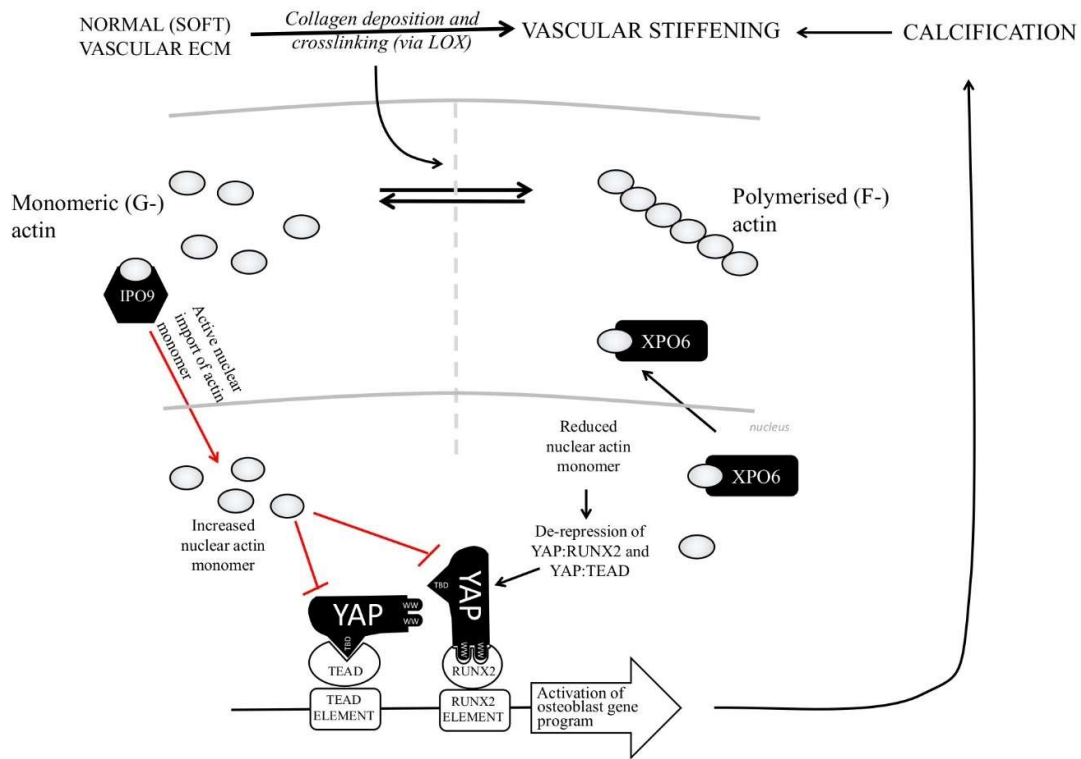 NORMAL (SOFT)
VASCULAR ECM
Collagen deposition and
crosslinking (via LOX)
VASCULAR STIFFENING
CALCIFICATION
Monomeric (G-)
actin
Polymerised (F-)
actin
IPO9
Active nuclear
import of actin
monomer
XPO6
nucleus
XPO6
Reduced
nuclear actin
monomer
Increased
nuclear actin
monomer
De-repression of
YAP:RUNX2 and
YAP:TEAD
YAP
TBD
WW
WW
YAP
TBD
WW
WW
TEAD
RUNX2
TEAD
ELEMENT
RUNX2
ELEMENT
Activation of
osteoblast gene
program